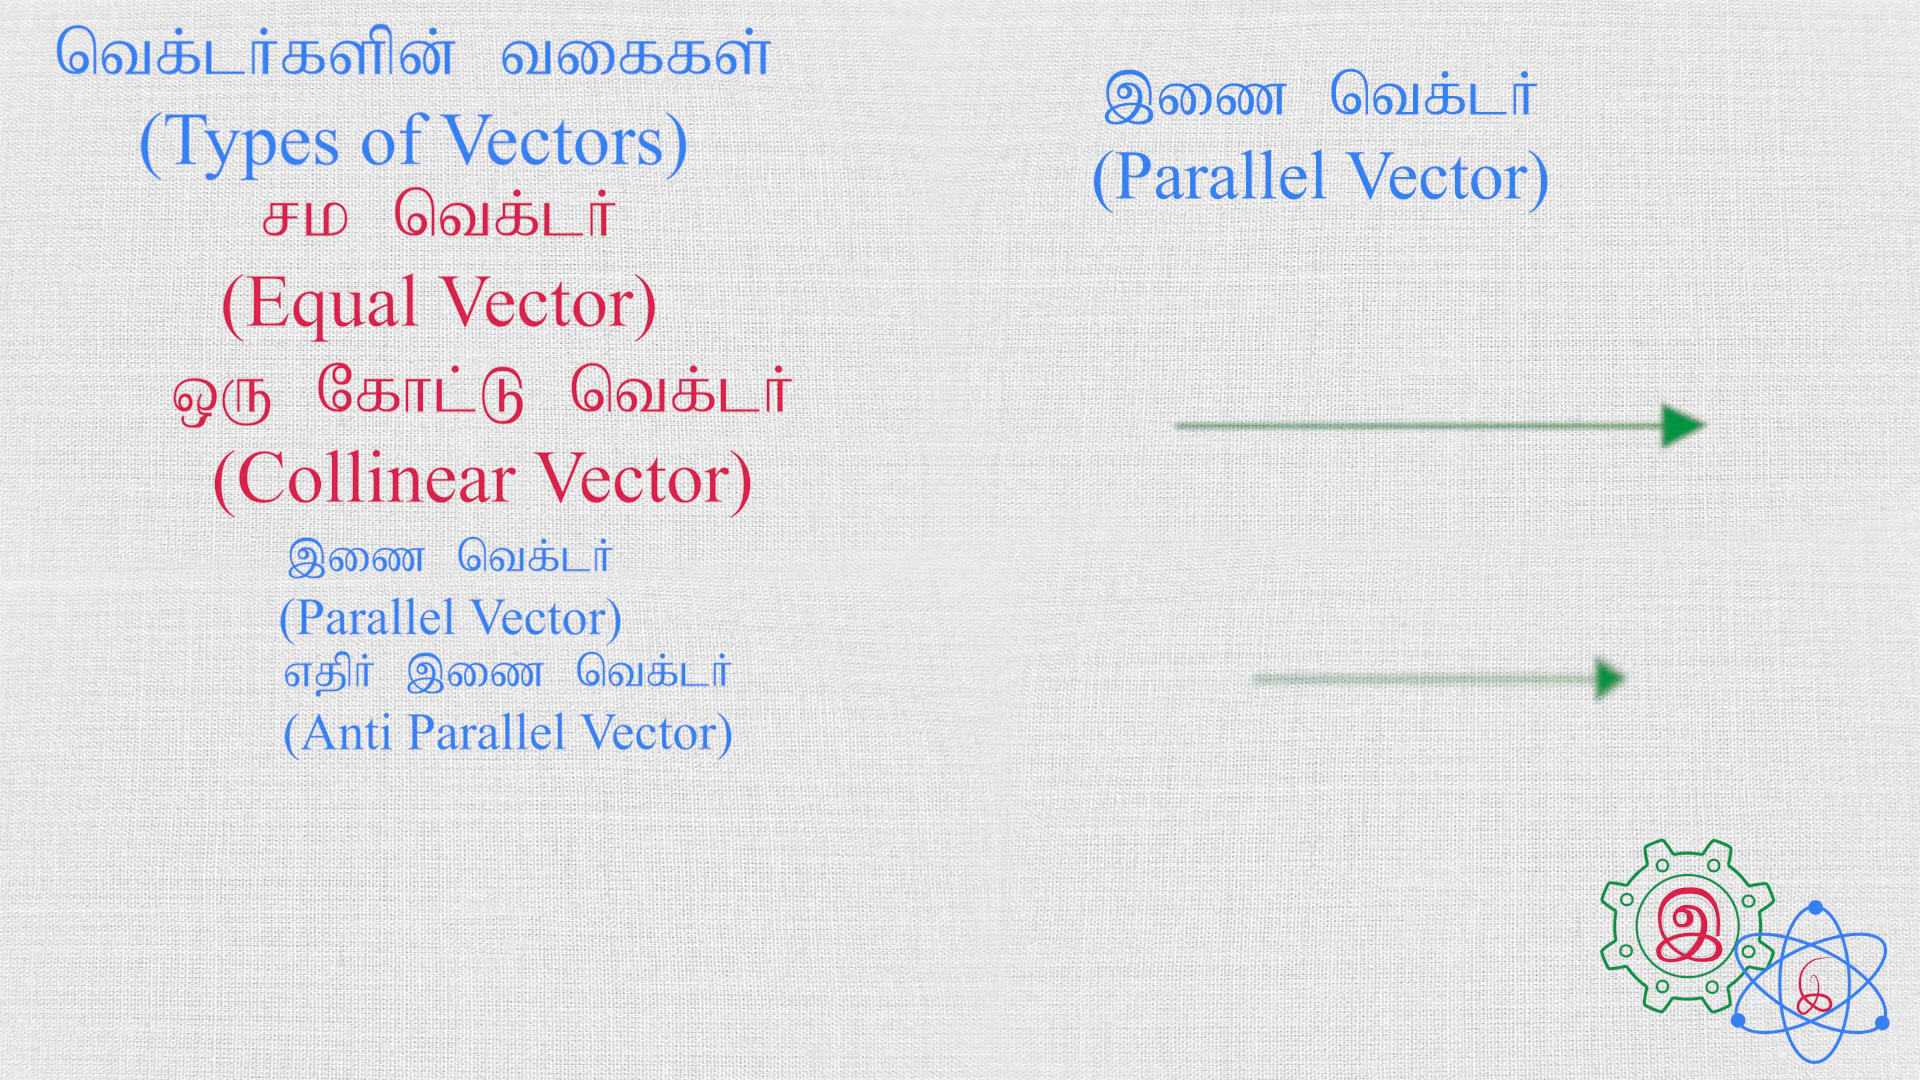 வெக்டர்களின் வகைகள்
(Types of Vectors)
சம வெக்டர்
(Equal Vector)
ஒரு கோட்டு வெக்டர்
(Collinear Vector)
இணை வெக்டர்
(Parallel Vector)
எதிர் இணை வெக்டர்
(Anti Parallel Vector)
இணை வெக்டர்
(Parallel Vector)
இ